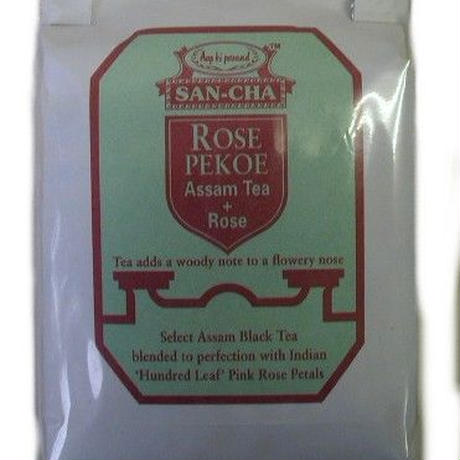 Aap ki pasand
TM
SAN-CHA
ROSE
PEKOE
Assam Tea
+
Rose
Tea adds a woody note to a flowery nose
Select Assam Black Tea
blended to perfection with Indian
'Hundred Leaf' Pink Rose Petals